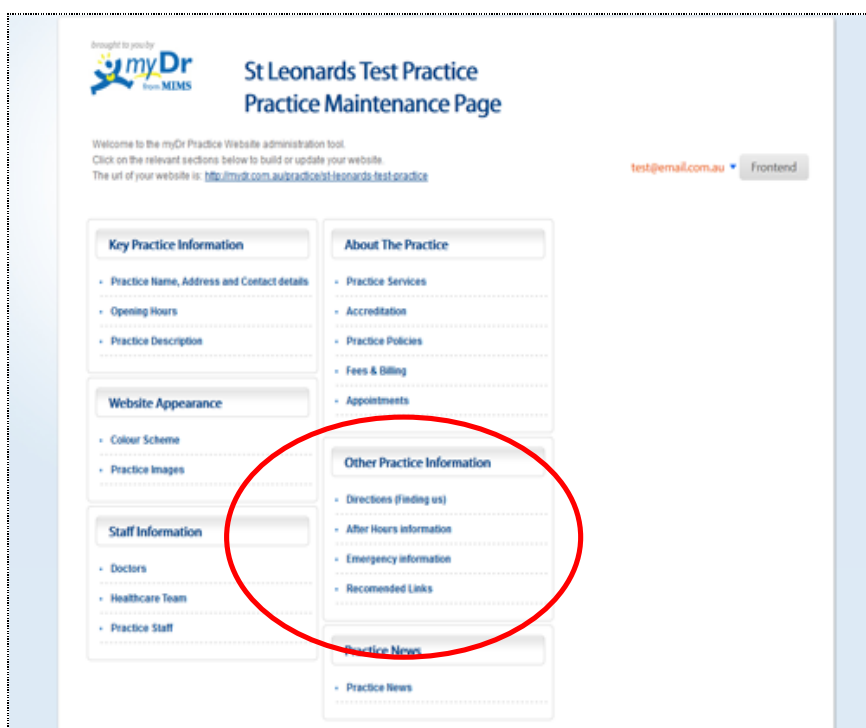 brought to you by
myDr
from MIMS
St Leonards Test Practice
Practice Maintenance Page
Welcome to the myDr Practice Website administration tool.
Click on the relevant sections below to build or update your website.
The url of your website is: http://mydr.com.au/practice/st-leonards-test-practice
test@email.com.au
Frontend
Key Practice Information
Practice Name, Address and Contact details
Opening Hours
Practice Description
Website Appearance
Colour Scheme
Practice Images
Staff Information
Doctors
Healthcare Team
Practice Staff
About The Practice
Practice Services
Accreditation
Practice Policies
Fees & Billing
Appointments
Other Practice Information
Directions (Finding us)
After Hours information
Emergency information
Recomended Links
Practice News
Practice News